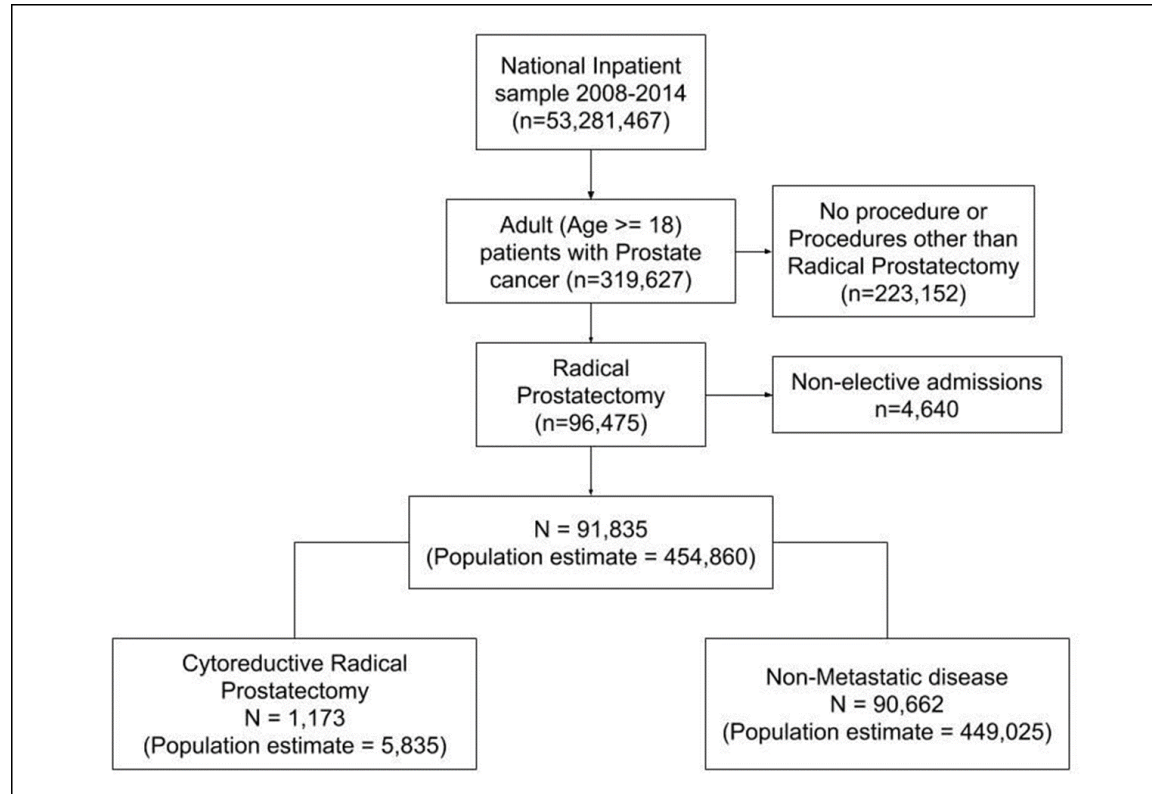 National Inpatient
sample 2008-2014
(n=53,281,467)
Adult (Age >= 18)
patients with Prostate
cancer (n=319,627)
No procedure or
Procedures other than
Radical Prostatectomy
(n=223,152)
Radical
Prostatectomy
(n=96,475)
Non-elective admissions
n=4,640
N = 91,835
(Population estimate = 454,860)
Cytoreductive Radical
Prostatectomy
N = 1,173
(Population estimate = 5,835)
Non-Metastatic disease
N = 90,662
(Population estimate = 449,025)